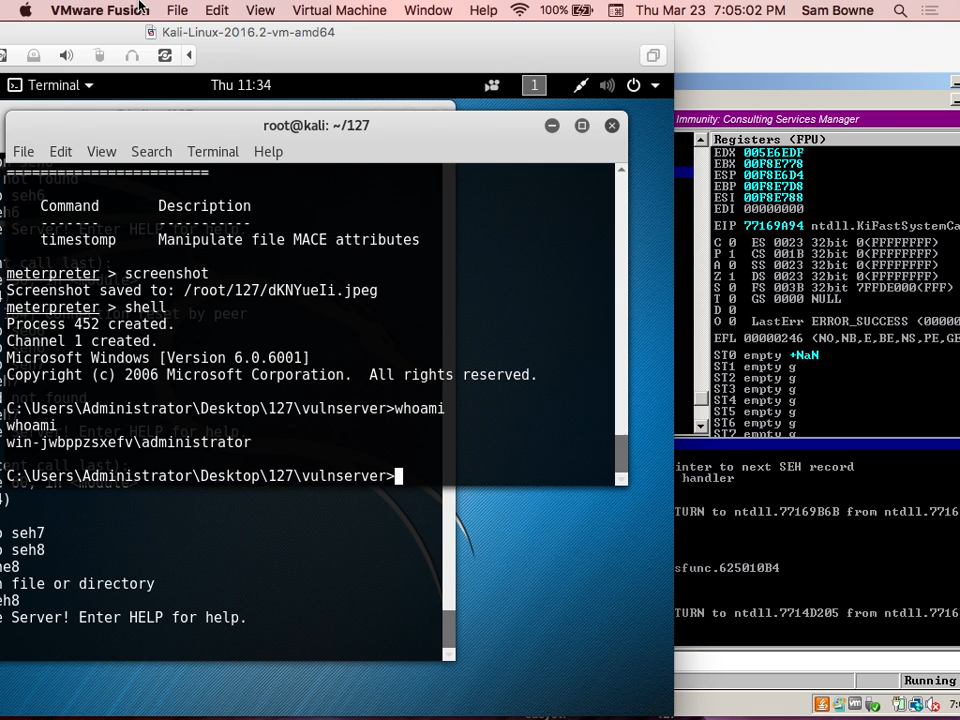 VMware Fusion File Edit View Virtual Machine Window Help 100% Thu Mar 23 7:05:02 PM Sam Bowne
Kali-Linux-2016.2-vm-amd64
Terminal Thu 11:34 1
root@kali: ~/127
File Edit View Search Terminal Help
=======================
Command Description
------- -----------
timestomp Manipulate file MACE attributes
meterpreter > screenshot
Screenshot saved to: /root/127/dKNYueIi.jpeg
meterpreter > shell
Process 452 created.
Channel 1 created.
Microsoft Windows [Version 6.0.6001]
Copyright (c) 2006 Microsoft Corporation.  All rights reserved.
C:\Users\Administrator\Desktop\127\vulnserver>whoami
whoami
win-jwbppzsxefv\administrator
C:\Users\Administrator\Desktop\127\vulnserver>
4)
o seh7
o seh8
he8
n file or directory
eh8
e Server! Enter HELP for help.
Immunity: Consulting Services Manager
Registers (FPU)
EDX 005E6EDF
EBX 00F8E778
ESP 00F8E6D4
EBP 00F8E7D8
ESI 00F8E788
EDI 00000000
EIP 77169A94 ntdll.KiFastSystemCa
C 0 ES 0023 32bit 0(FFFFFFFF)
P 1 CS 001B 32bit 0(FFFFFFFF)
A 0 SS 0023 32bit 0(FFFFFFFF)
Z 1 DS 0023 32bit 0(FFFFFFFF)
S 0 FS 003B 32bit 7FFDE000(FFF)
T 0 GS 0000 NULL
D 0
O 0 LastErr ERROR_SUCCESS (00000
EFL 00000246 (NO,NB,E,BE,NS,PE,GE
ST0 empty +NaN
ST1 empty g
ST2 empty g
ST3 empty g
ST4 empty g
ST5 empty g
ST6 empty g
ST7 empty g
inter to next SEH record
handler
TURN to ntdll.77169B6B from ntdll.7716
sfunc.625010B4
TURN to ntdll.7714D205 from ntdll.7716
Running